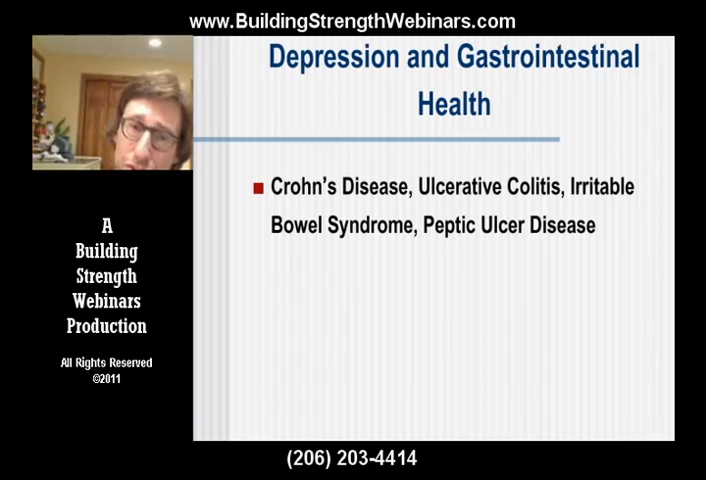 www.BuildingStrengthWebinars.com
Depression and Gastrointestinal
Health
Crohn's Disease, Ulcerative Colitis, Irritable
Bowel Syndrome, Peptic Ulcer Disease
A
Building
Strength
Webinars
Production
All Rights Reserved
©2011
(206) 203-4414